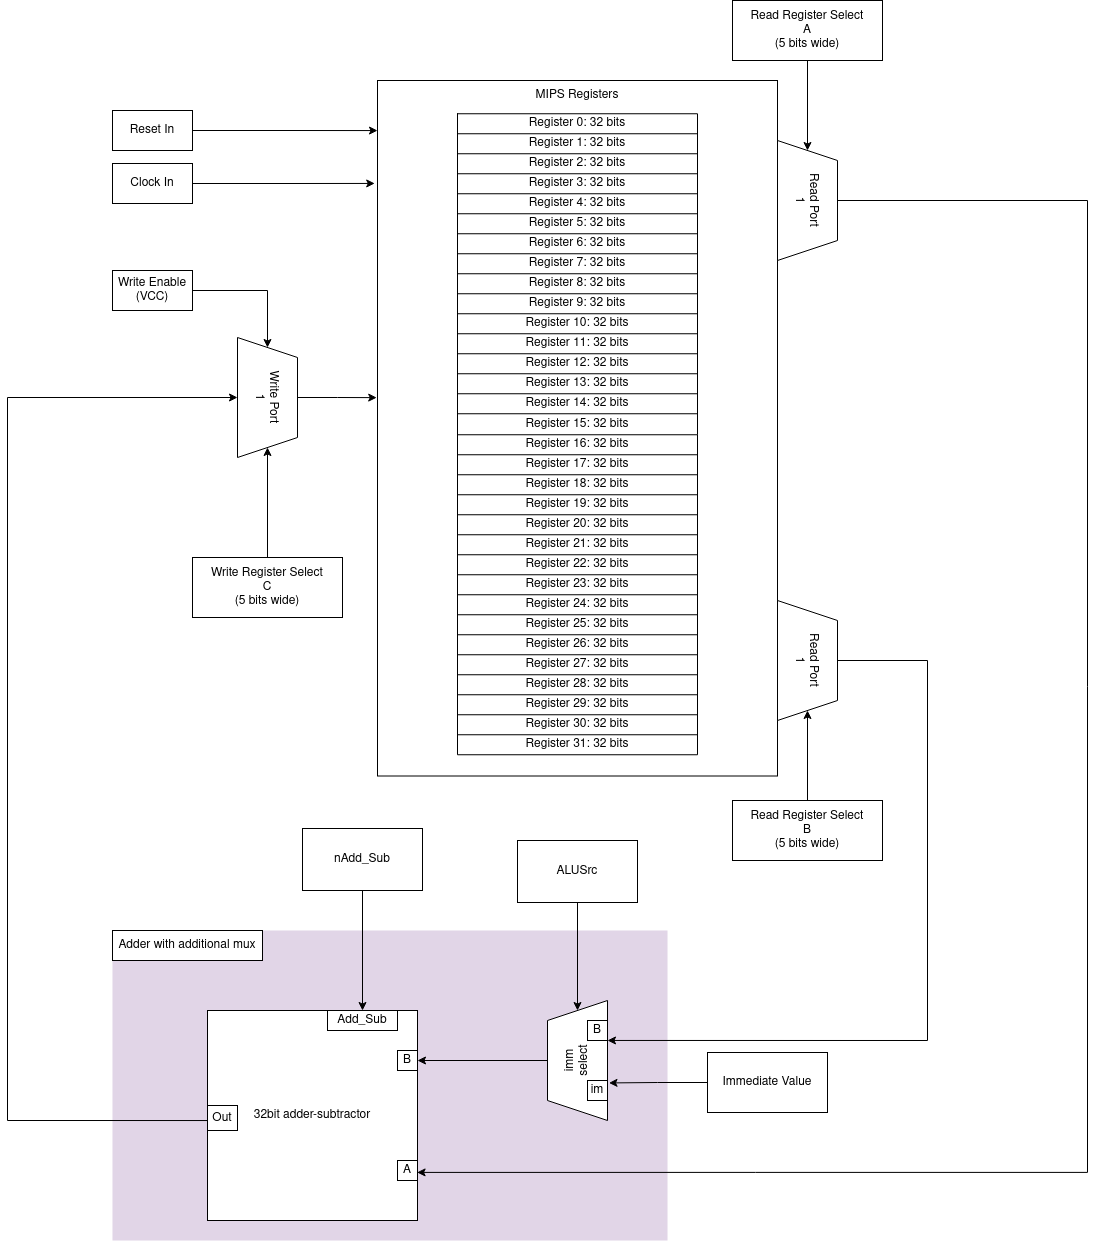 Read Register Select
A
(5 bits wide)
MIPS Registers
Reset In
Clock In
Register 0: 32 bits
Register 1: 32 bits
Register 2: 32 bits
Register 3: 32 bits
Register 4: 32 bits
Register 5: 32 bits
Register 6: 32 bits
Register 7: 32 bits
Register 8: 32 bits
Register 9: 32 bits
Register 10: 32 bits
Register 11: 32 bits
Register 12: 32 bits
Register 13: 32 bits
Register 14: 32 bits
Register 15: 32 bits
Register 16: 32 bits
Register 17: 32 bits
Register 18: 32 bits
Register 19: 32 bits
Register 20: 32 bits
Register 21: 32 bits
Register 22: 32 bits
Register 23: 32 bits
Register 24: 32 bits
Register 25: 32 bits
Register 26: 32 bits
Register 27: 32 bits
Register 28: 32 bits
Register 29: 32 bits
Register 30: 32 bits
Register 31: 32 bits
Read Port
1
Write Enable
(VCC)
Write Port
1
Write Register Select
C
(5 bits wide)
Read Port
1
Read Register Select
B
(5 bits wide)
nAdd_Sub
ALUSrc
Adder with additional mux
Add_Sub
B
32bit adder-subtractor
Out
A
imm
select
B
im
Immediate Value